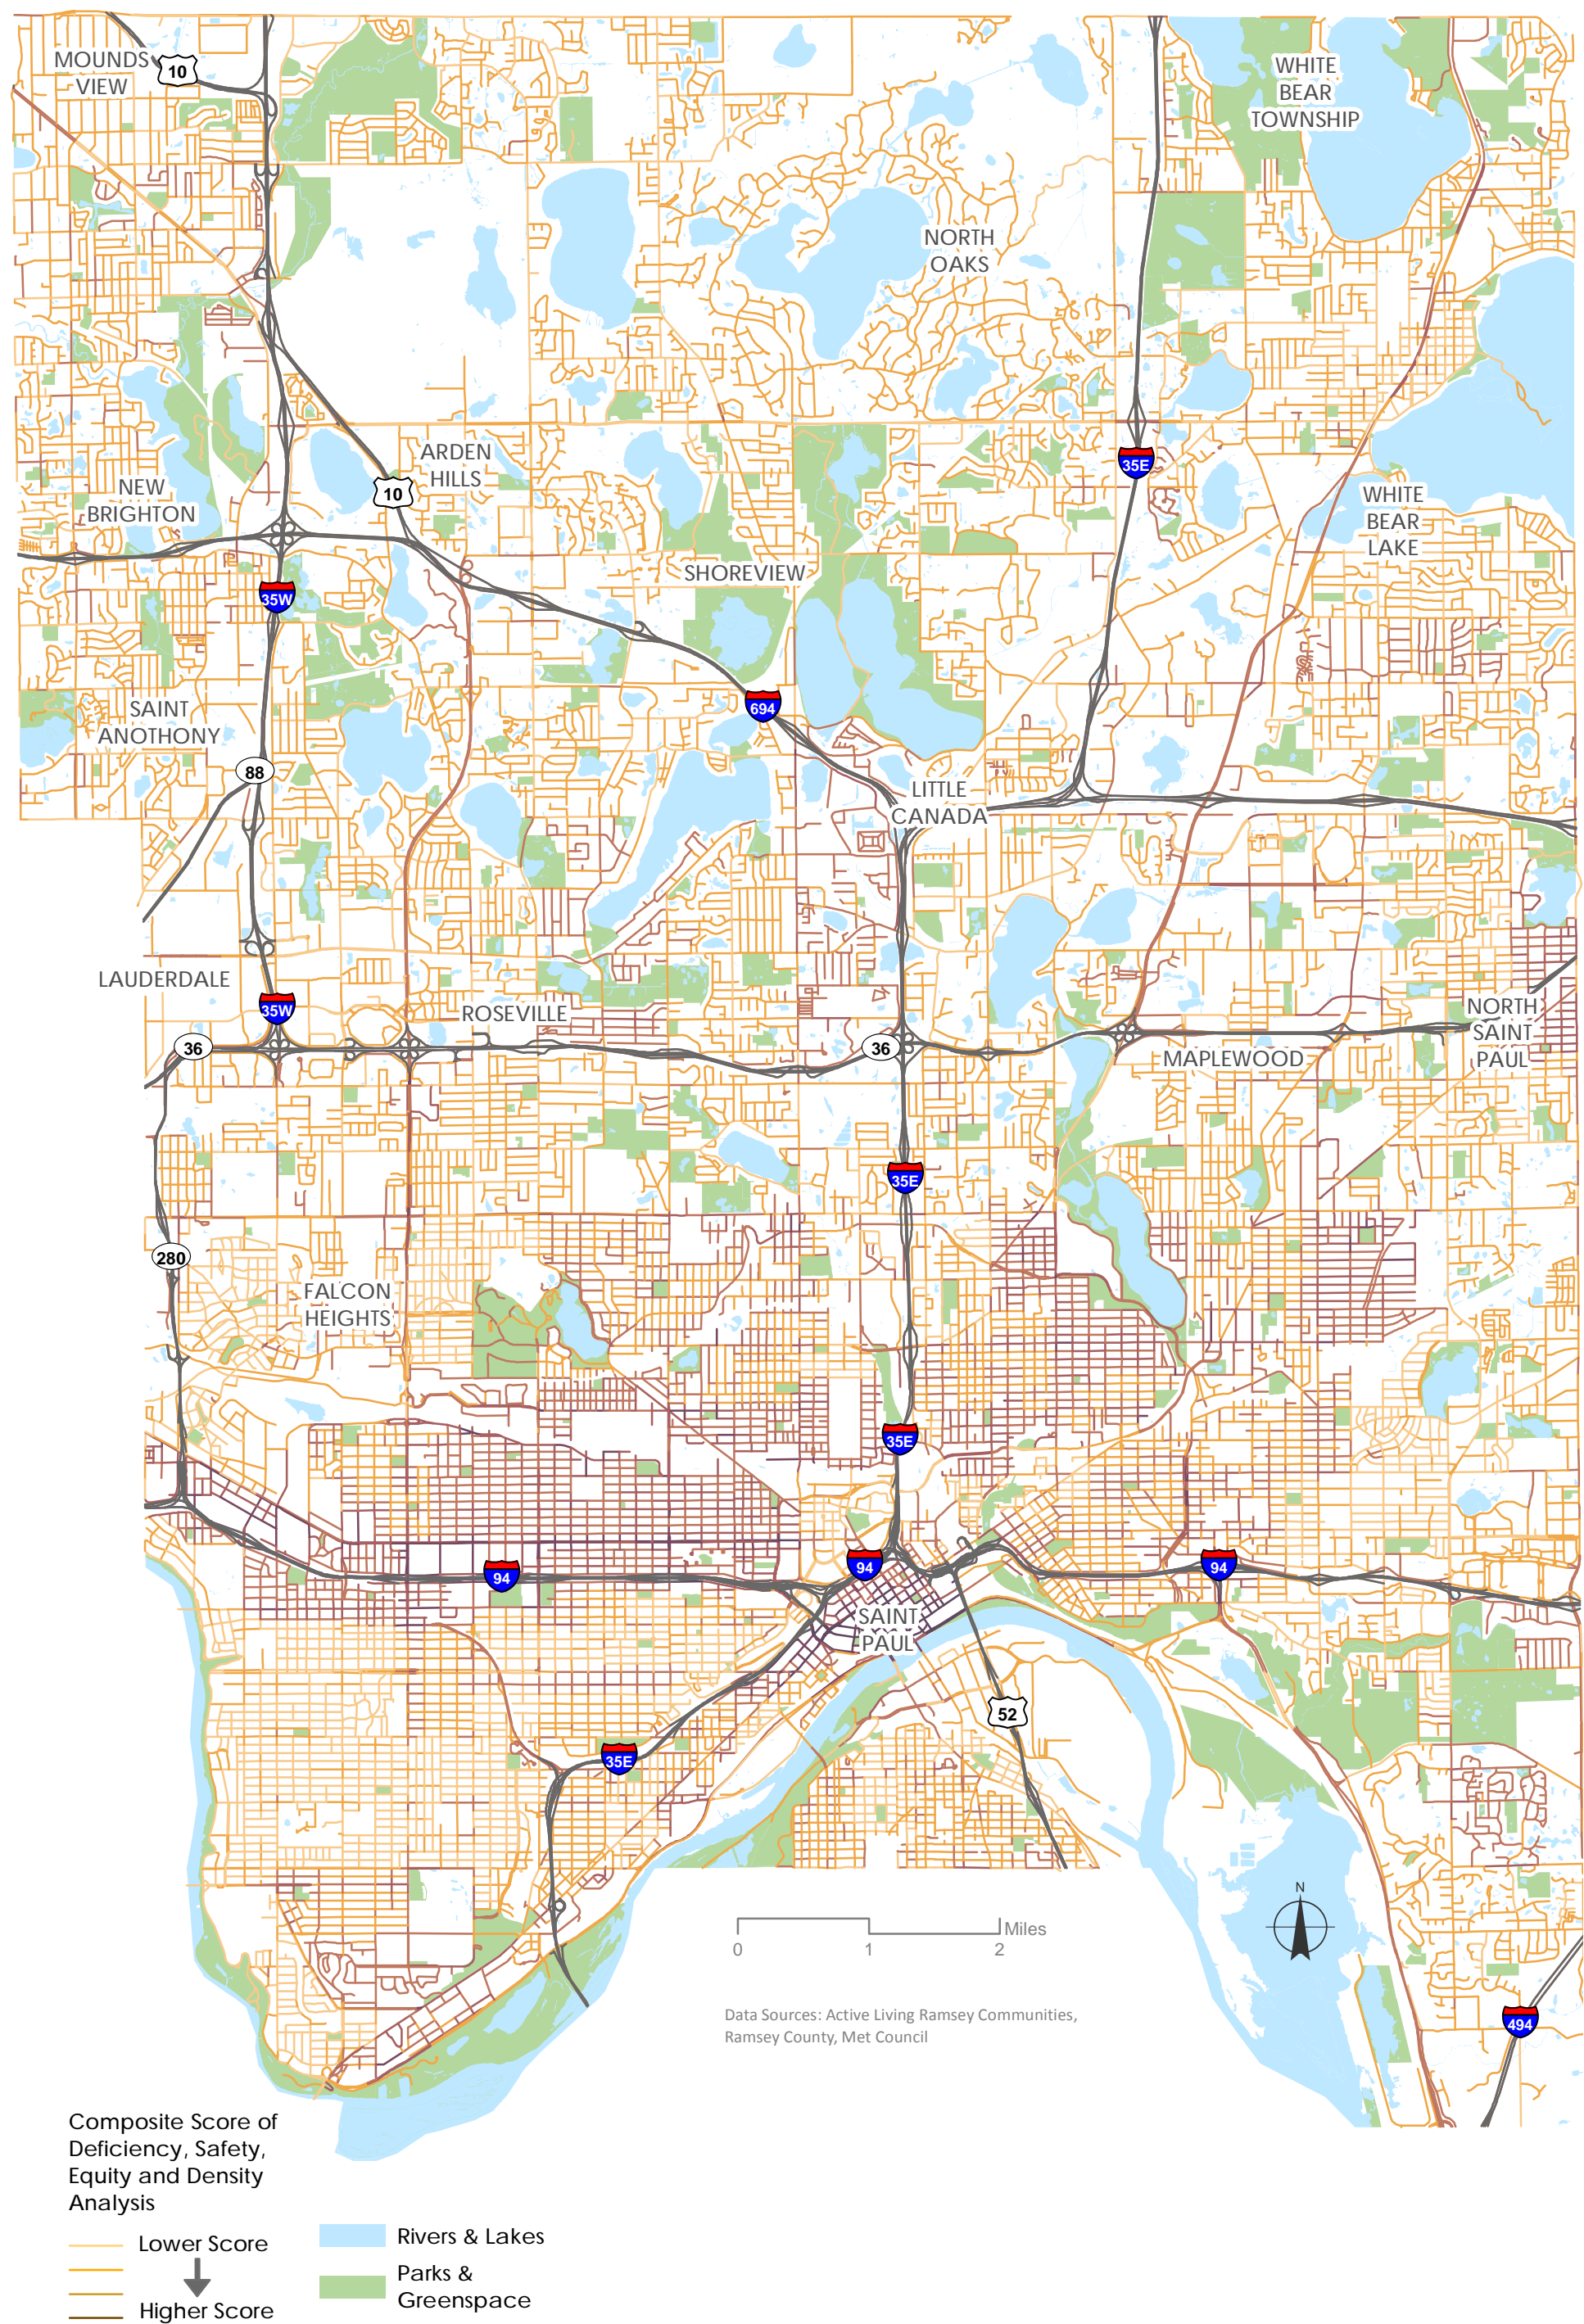 MOUNDS
VIEW
10
WHITE
BEAR
TOWNSHIP
NORTH
OAKS
ARDEN
HILLS
10
35E
NEW
BRIGHTON
WHITE
BEAR
LAKE
SHOREVIEW
35W
694
SAINT
ANOTHONY
88
LITTLE
CANADA
LAUDERDALE
35W
ROSEVILLE
36
36
NORTH
SAINT
PAUL
MAPLEWOOD
35E
280
FALCON
HEIGHTS
35E
94
94
94
SAINT
PAUL
52
35E
N
Miles
0 1 2
Data Sources: Active Living Ramsey Communities,
Ramsey County, Met Council
494
Composite Score of
Deficiency, Safety,
Equity and Density
Analysis
Lower Score
Higher Score
Rivers & Lakes
Parks &
Greenspace